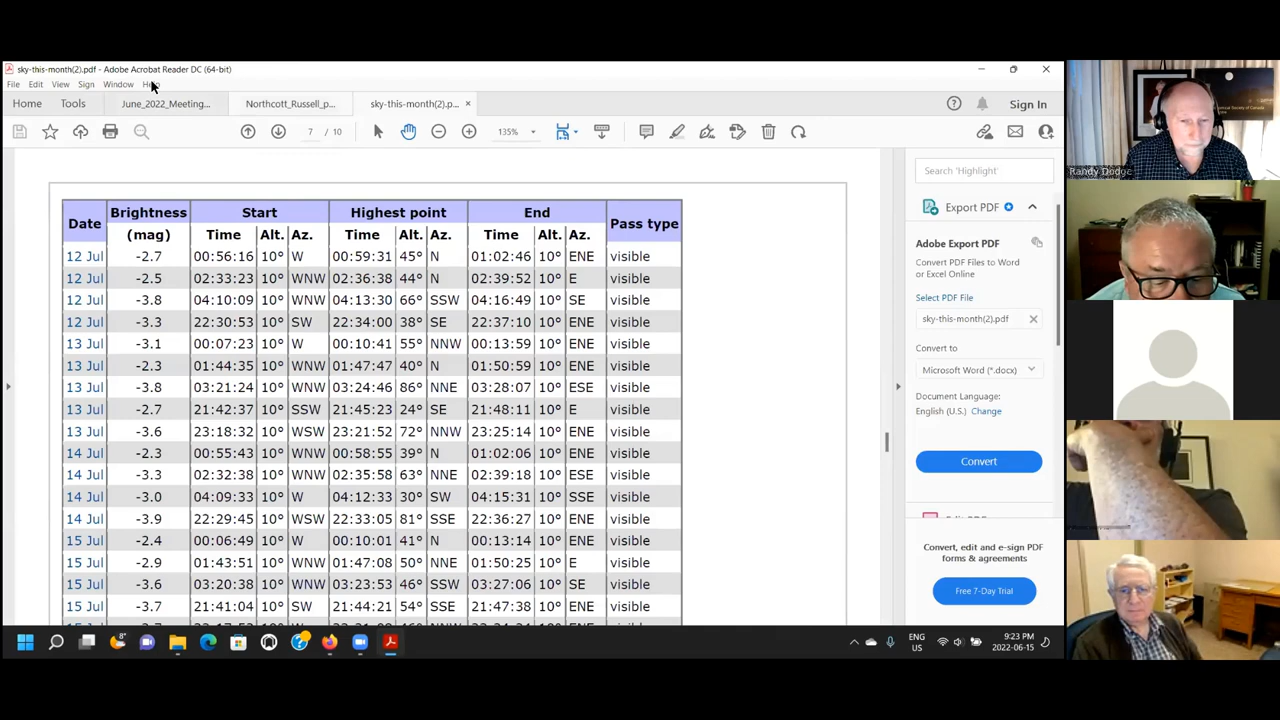 sky-this-month(2).pdf - Adobe Acrobat Reader DC (64-bit)
File Edit View Sign Window Help
Home Tools June_2022_Meeting... Northcott_Russell_p... sky-this-month(2).p... × Sign In
7 / 10 135%
Search 'Highlight'
Export PDF
Adobe Export PDF
Convert PDF Files to Word
or Excel Online
Select PDF File
sky-this-month(2).pdf
Convert to
Microsoft Word (*.docx)
Document Language:
English (U.S.) Change
Convert
Convert, edit and e-sign PDF
forms & agreements
Free 7-Day Trial
Date Brightness Start Highest point End Pass type
(mag) Time Alt. Az. Time Alt. Az. Time Alt. Az.
12 Jul -2.7 00:56:16 10° W 00:59:31 45° N 01:02:46 10° ENE visible
12 Jul -2.5 02:33:23 10° WNW 02:36:38 44° N 02:39:52 10° E visible
12 Jul -3.8 04:10:09 10° WNW 04:13:30 66° SSW 04:16:49 10° SE visible
12 Jul -3.3 22:30:53 10° SW 22:34:00 38° SE 22:37:10 10° ENE visible
13 Jul -3.1 00:07:23 10° W 00:10:41 55° NNW 00:13:59 10° ENE visible
13 Jul -2.3 01:44:35 10° WNW 01:47:47 40° N 01:50:59 10° E visible
13 Jul -3.8 03:21:24 10° WNW 03:24:46 86° NNE 03:28:07 10° ESE visible
13 Jul -2.7 21:42:37 10° SSW 21:45:23 24° SE 21:48:11 10° E visible
13 Jul -3.6 23:18:32 10° WSW 23:21:52 72° NNW 23:25:14 10° ENE visible
14 Jul -2.3 00:55:43 10° WNW 00:58:55 39° N 01:02:06 10° ENE visible
14 Jul -3.3 02:32:38 10° WNW 02:35:58 63° NNE 02:39:18 10° ESE visible
14 Jul -3.0 04:09:33 10° W 04:12:33 30° SW 04:15:31 10° SSE visible
14 Jul -3.9 22:29:45 10° WSW 22:33:05 81° SSE 22:36:27 10° ENE visible
15 Jul -2.4 00:06:49 10° W 00:10:01 41° N 00:13:14 10° ENE visible
15 Jul -2.9 01:43:51 10° WNW 01:47:08 50° NNE 01:50:25 10° E visible
15 Jul -3.6 03:20:38 10° WNW 03:23:53 46° SSW 03:27:06 10° SE visible
15 Jul -3.7 21:41:04 10° SW 21:44:21 54° SSE 21:47:38 10° ENE visible
Randy Dodge
8°
ENG
US
9:23 PM
2022-06-15